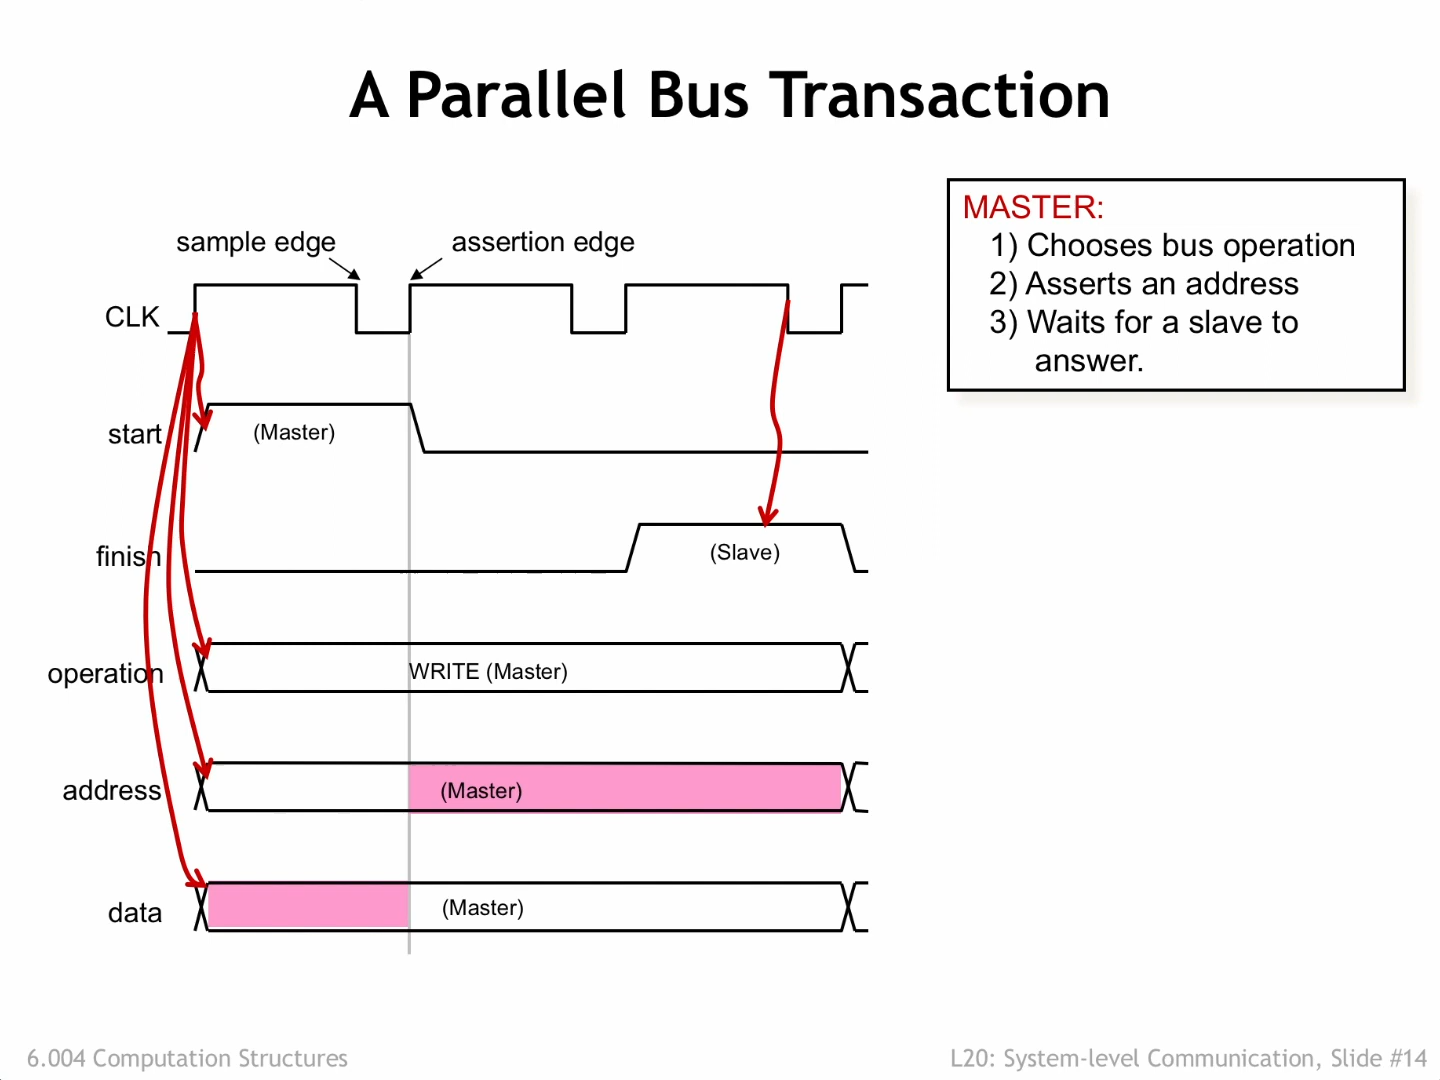 A Parallel Bus Transaction
sample edge
assertion edge
CLK
start
(Master)
finish
(Slave)
operation
WRITE (Master)
address
(Master)
data
(Master)
MASTER:
1) Chooses bus operation
2) Asserts an address
3) Waits for a slave to
answer.
6.004 Computation Structures
L20: System-level Communication, Slide #14